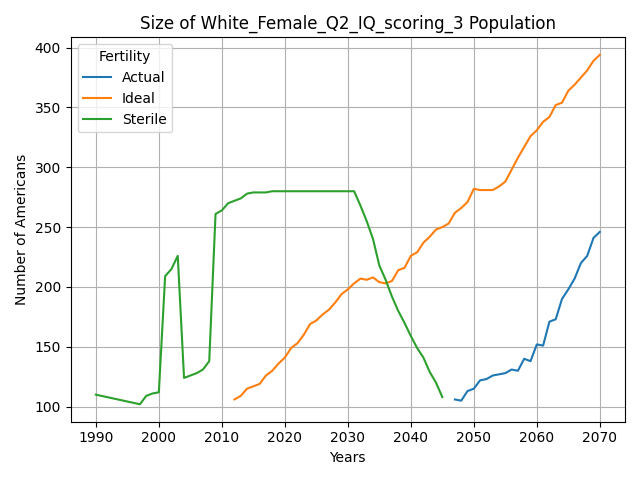 Size of White_Female_Q2_IQ_scoring_3 Population
Fertility
Actual
Ideal
Sterile
Number of Americans
400
350
300
250
200
150
100
1990 2000 2010 2020 2030 2040 2050 2060 2070
Years